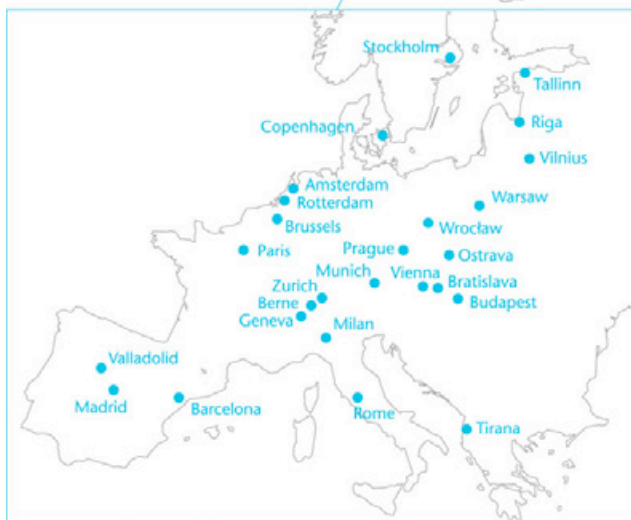 Stockholm
Tallinn
Copenhagen
Riga
Vilnius
Amsterdam
Rotterdam
Warsaw
Brussels
Wrocław
Paris
Prague
Ostrava
Munich
Vienna
Bratislava
Zurich
Berne
Budapest
Geneva
Milan
Valladolid
Madrid
Barcelona
Rome
Tirana